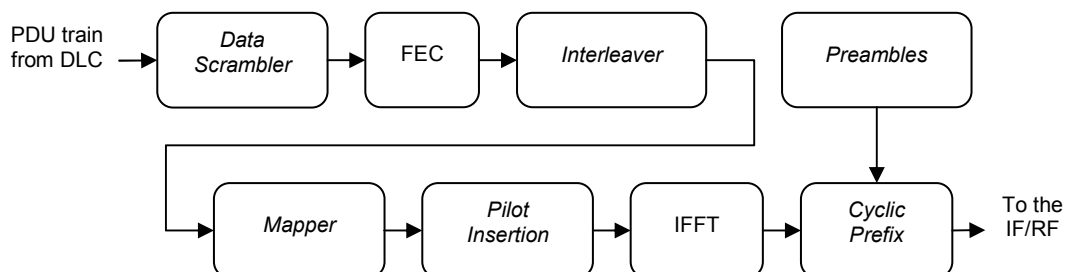 PDU train
from DLC
Data
Scrambler
FEC
Interleaver
Preambles
Mapper
Pilot
Insertion
IFFT
Cyclic
Prefix
To the
IF/RF